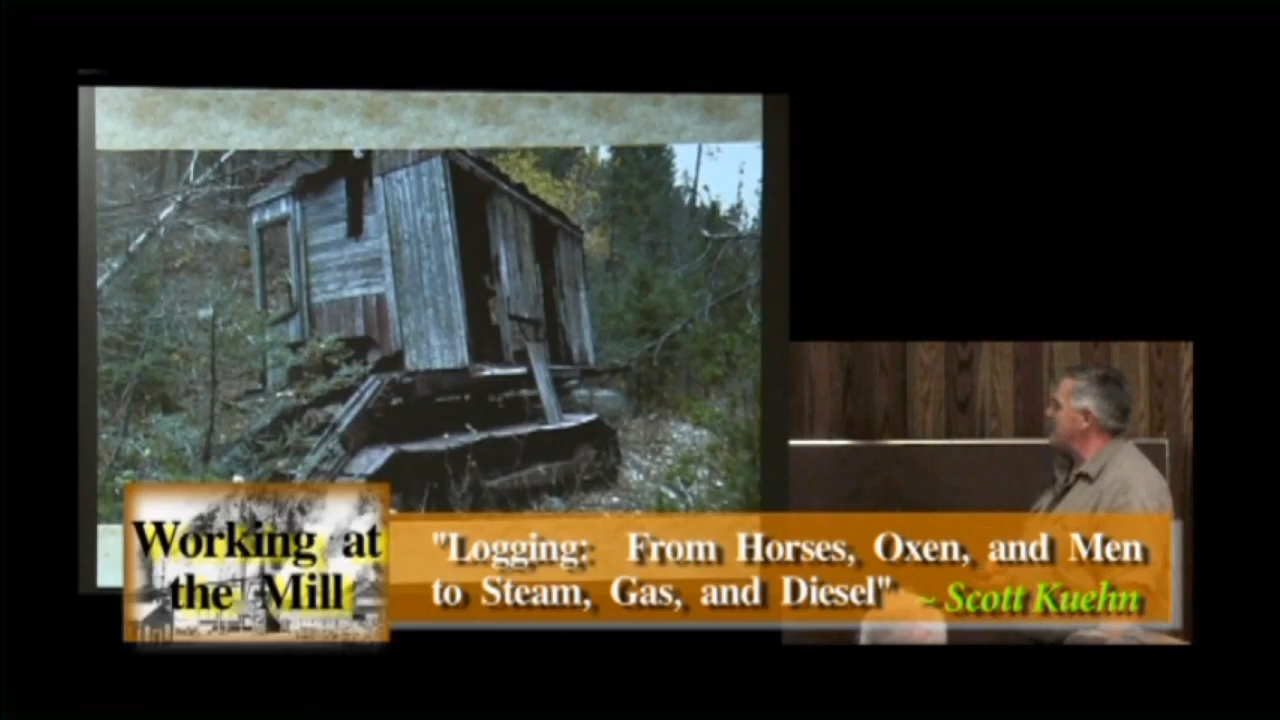 Working at
the Mill
"Logging: From Horses, Oxen, and Men
to Steam, Gas, and Diesel" ~ Scott Kuehn